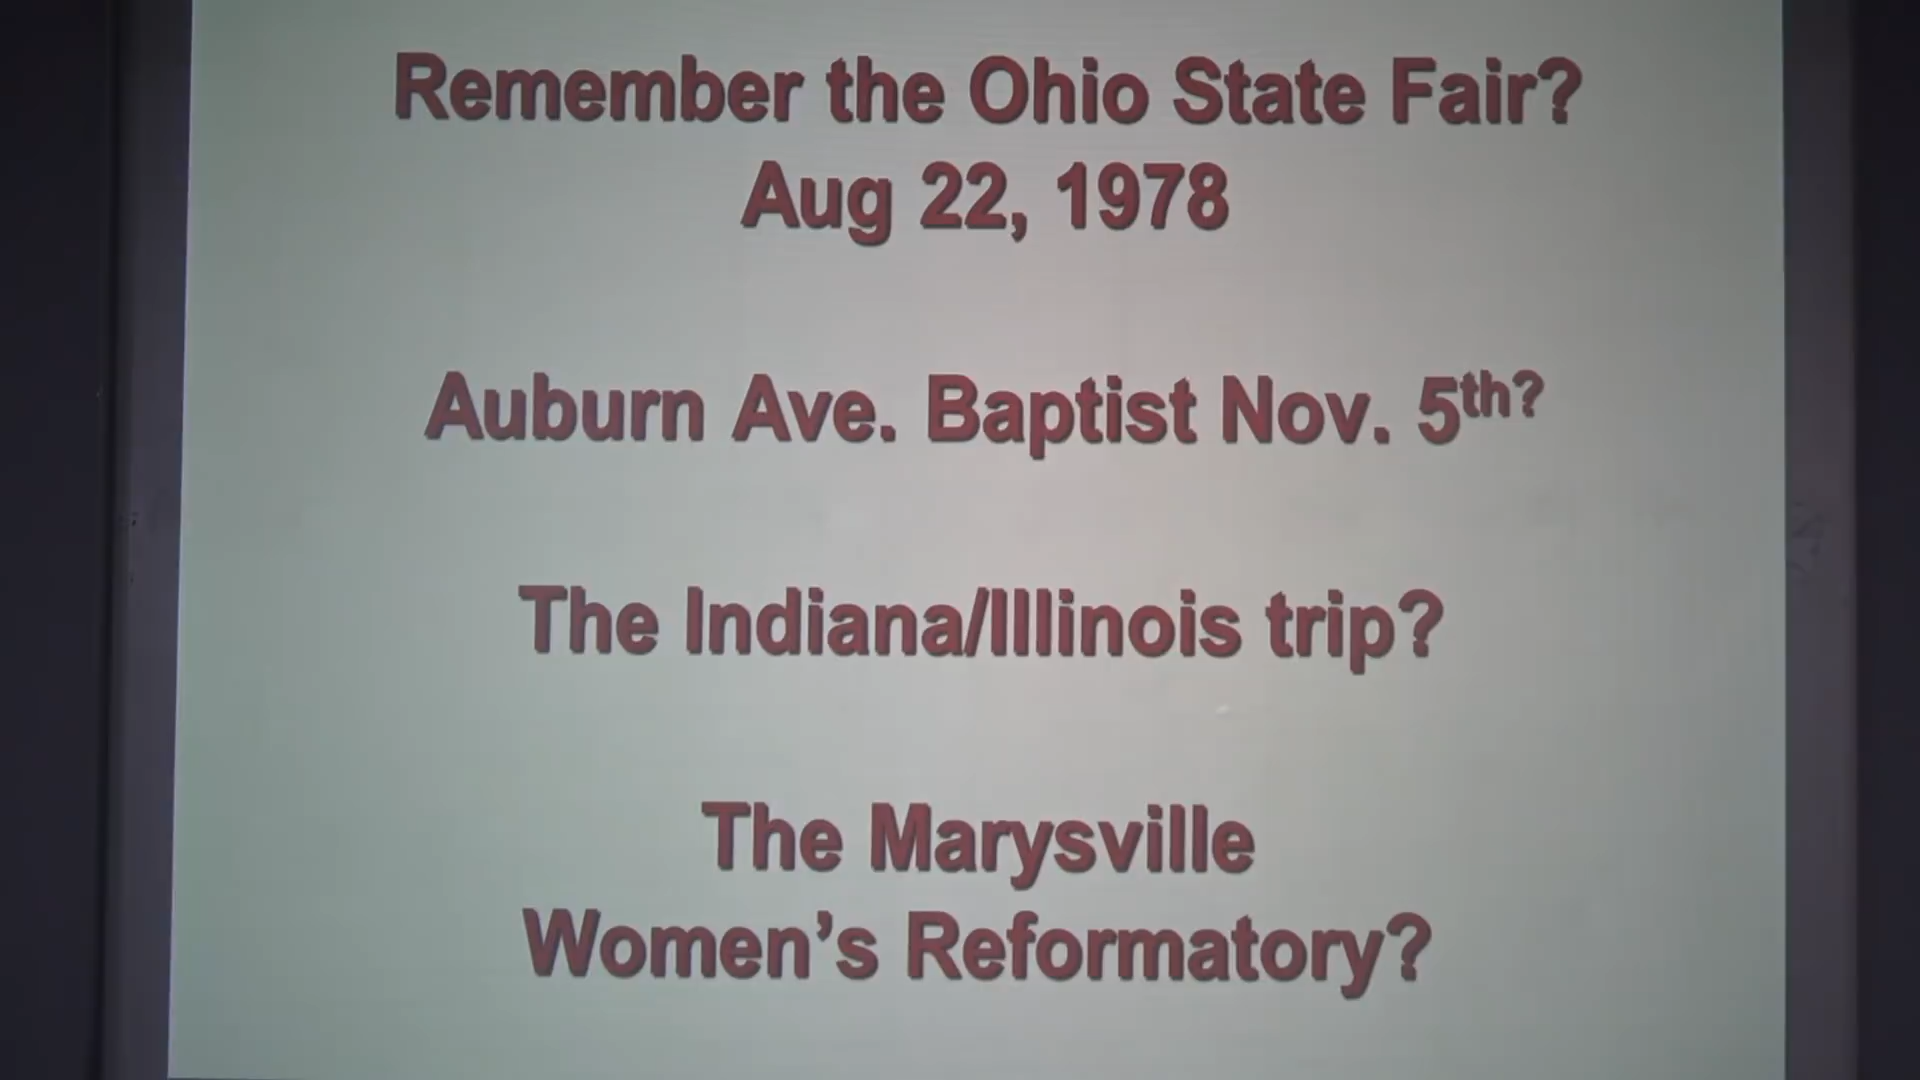 Remember the Ohio State Fair?
Aug 22, 1978
Auburn Ave. Baptist Nov. 5th?
The Indiana/Illinois trip?
The Marysville
Women’s Reformatory?